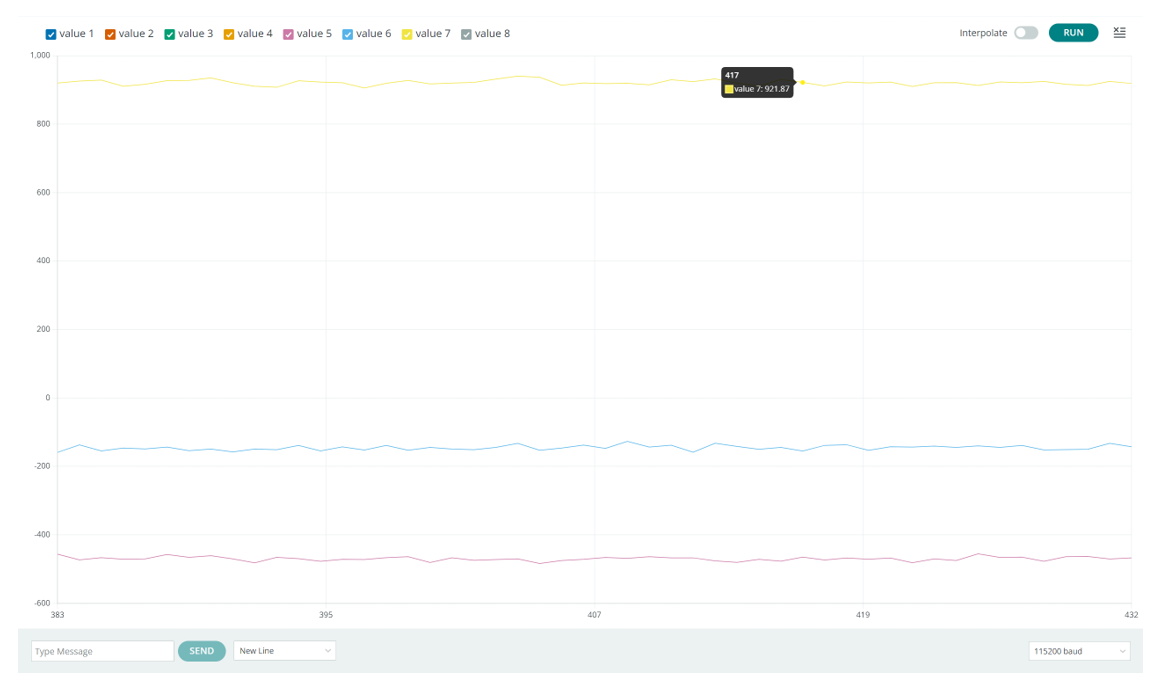 value 1 value 2 value 3 value 4 value 5 value 6 value 7 value 8 Interpolate RUN
1,000
417
value 7: 921.87
800
600
400
200
0
-200
-400
-600
383 395 407 419 432
Type Message SEND New Line 115200 baud